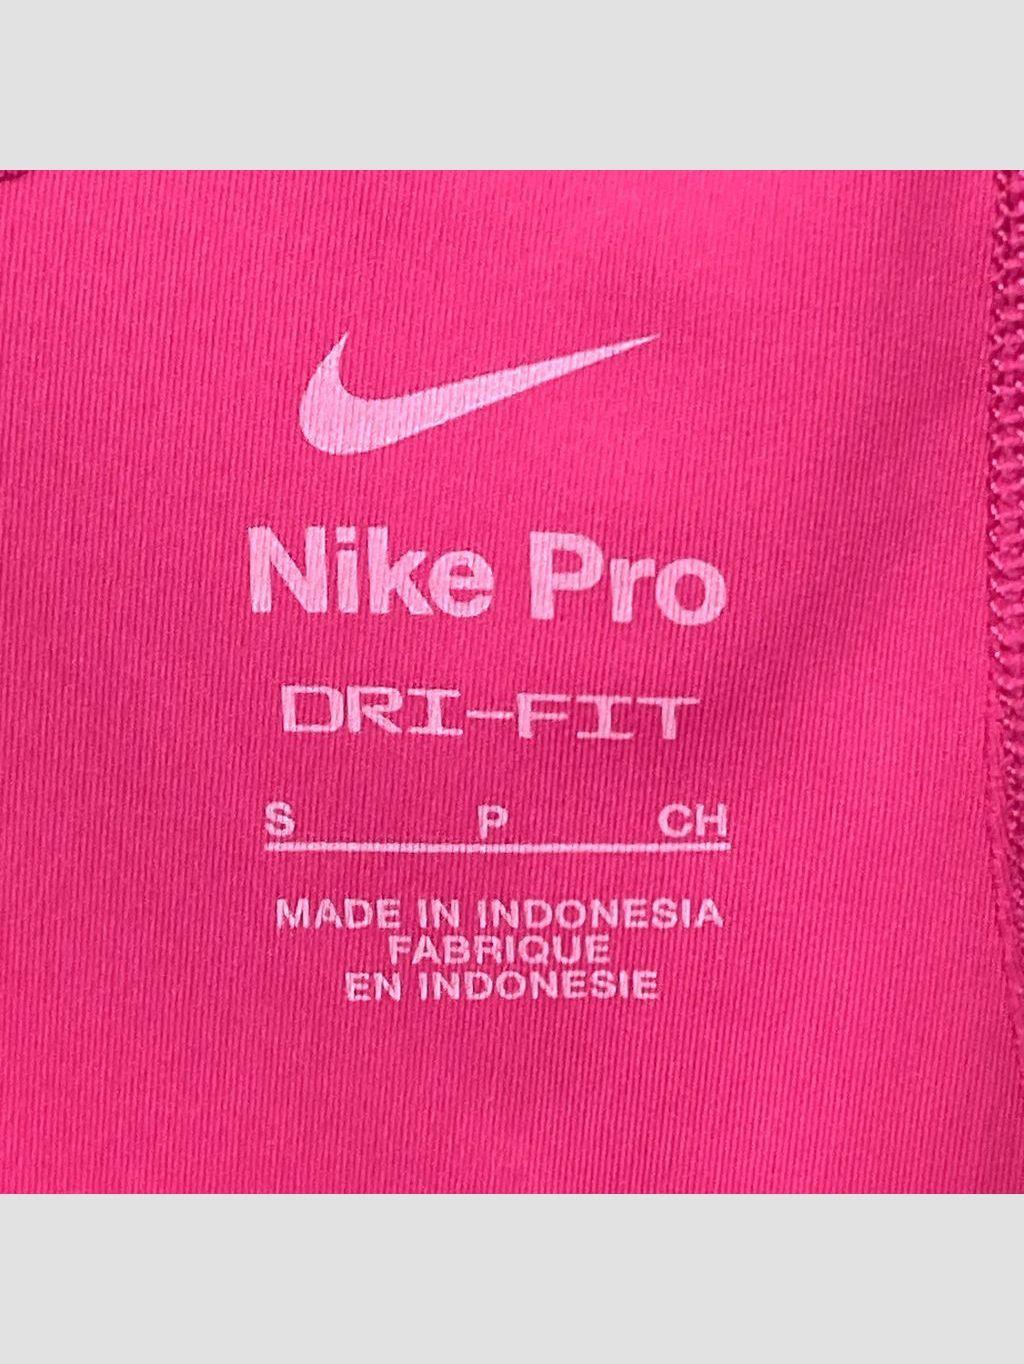 Nike Pro
DRI-FIT
S P CH
MADE IN INDONESIA
FABRIQUE
EN INDONESIE